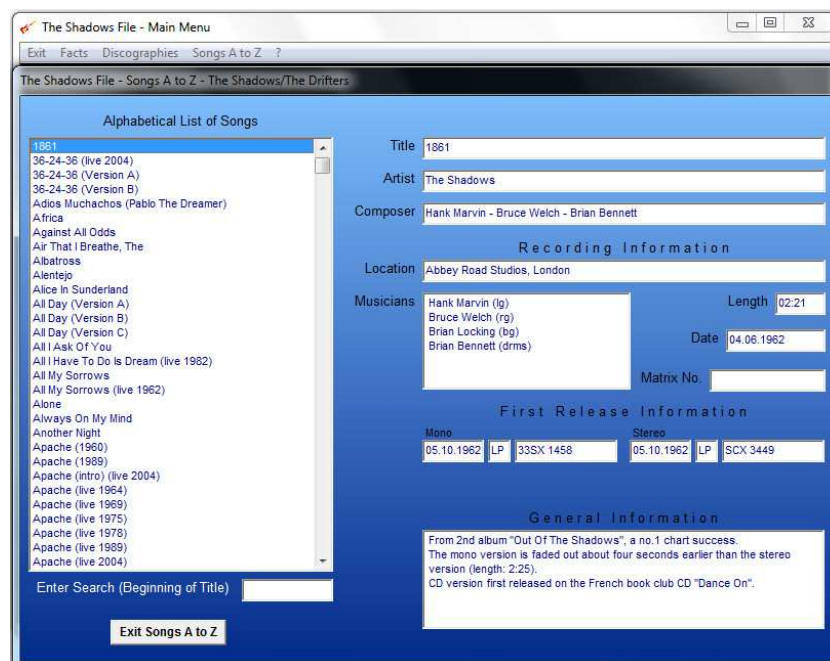 The Shadows File - Main Menu
Exit Facts Discographies Songs A to Z ?
The Shadows File - Songs A to Z - The Shadows/The Drifters
Alphabetical List of Songs
1861
36-24-36 (live 2004)
36-24-36 (Version A)
36-24-36 (Version B)
Adios Muchachos (Pablo The Dreamer)
Africa
Against All Odds
Air That I Breathe, The
Albatross
Alentejo
Alice In Sunderland
All Day (Version A)
All Day (Version B)
All Day (Version C)
All I Ask Of You
All I Have To Do Is Dream (live 1982)
All My Sorrows
All My Sorrows (live 1962)
Alone
Always On My Mind
Another Night
Apache (1960)
Apache (1989)
Apache (intro) (live 2004)
Apache (live 1964)
Apache (live 1969)
Apache (live 1975)
Apache (live 1978)
Apache (live 1989)
Apache (live 2004)
Enter Search (Beginning of Title)
Exit Songs A to Z
Title 1861
Artist The Shadows
Composer Hank Marvin - Bruce Welch - Brian Bennett
Recording Information
Location Abbey Road Studios, London
Musicians Hank Marvin (lg)
Bruce Welch (rg)
Brian Locking (bg)
Brian Bennett (drms)
Length 02:21
Date 04.06.1962
Matrix No.
First Release Information
Mono Stereo
05.10.1962 LP 33SX 1458 05.10.1962 LP SCX 3449
General Information
From 2nd album "Out Of The Shadows", a no.1 chart success.
The mono version is faded out about four seconds earlier than the stereo
version (length: 2:25).
CD version first released on the French book club CD "Dance On".